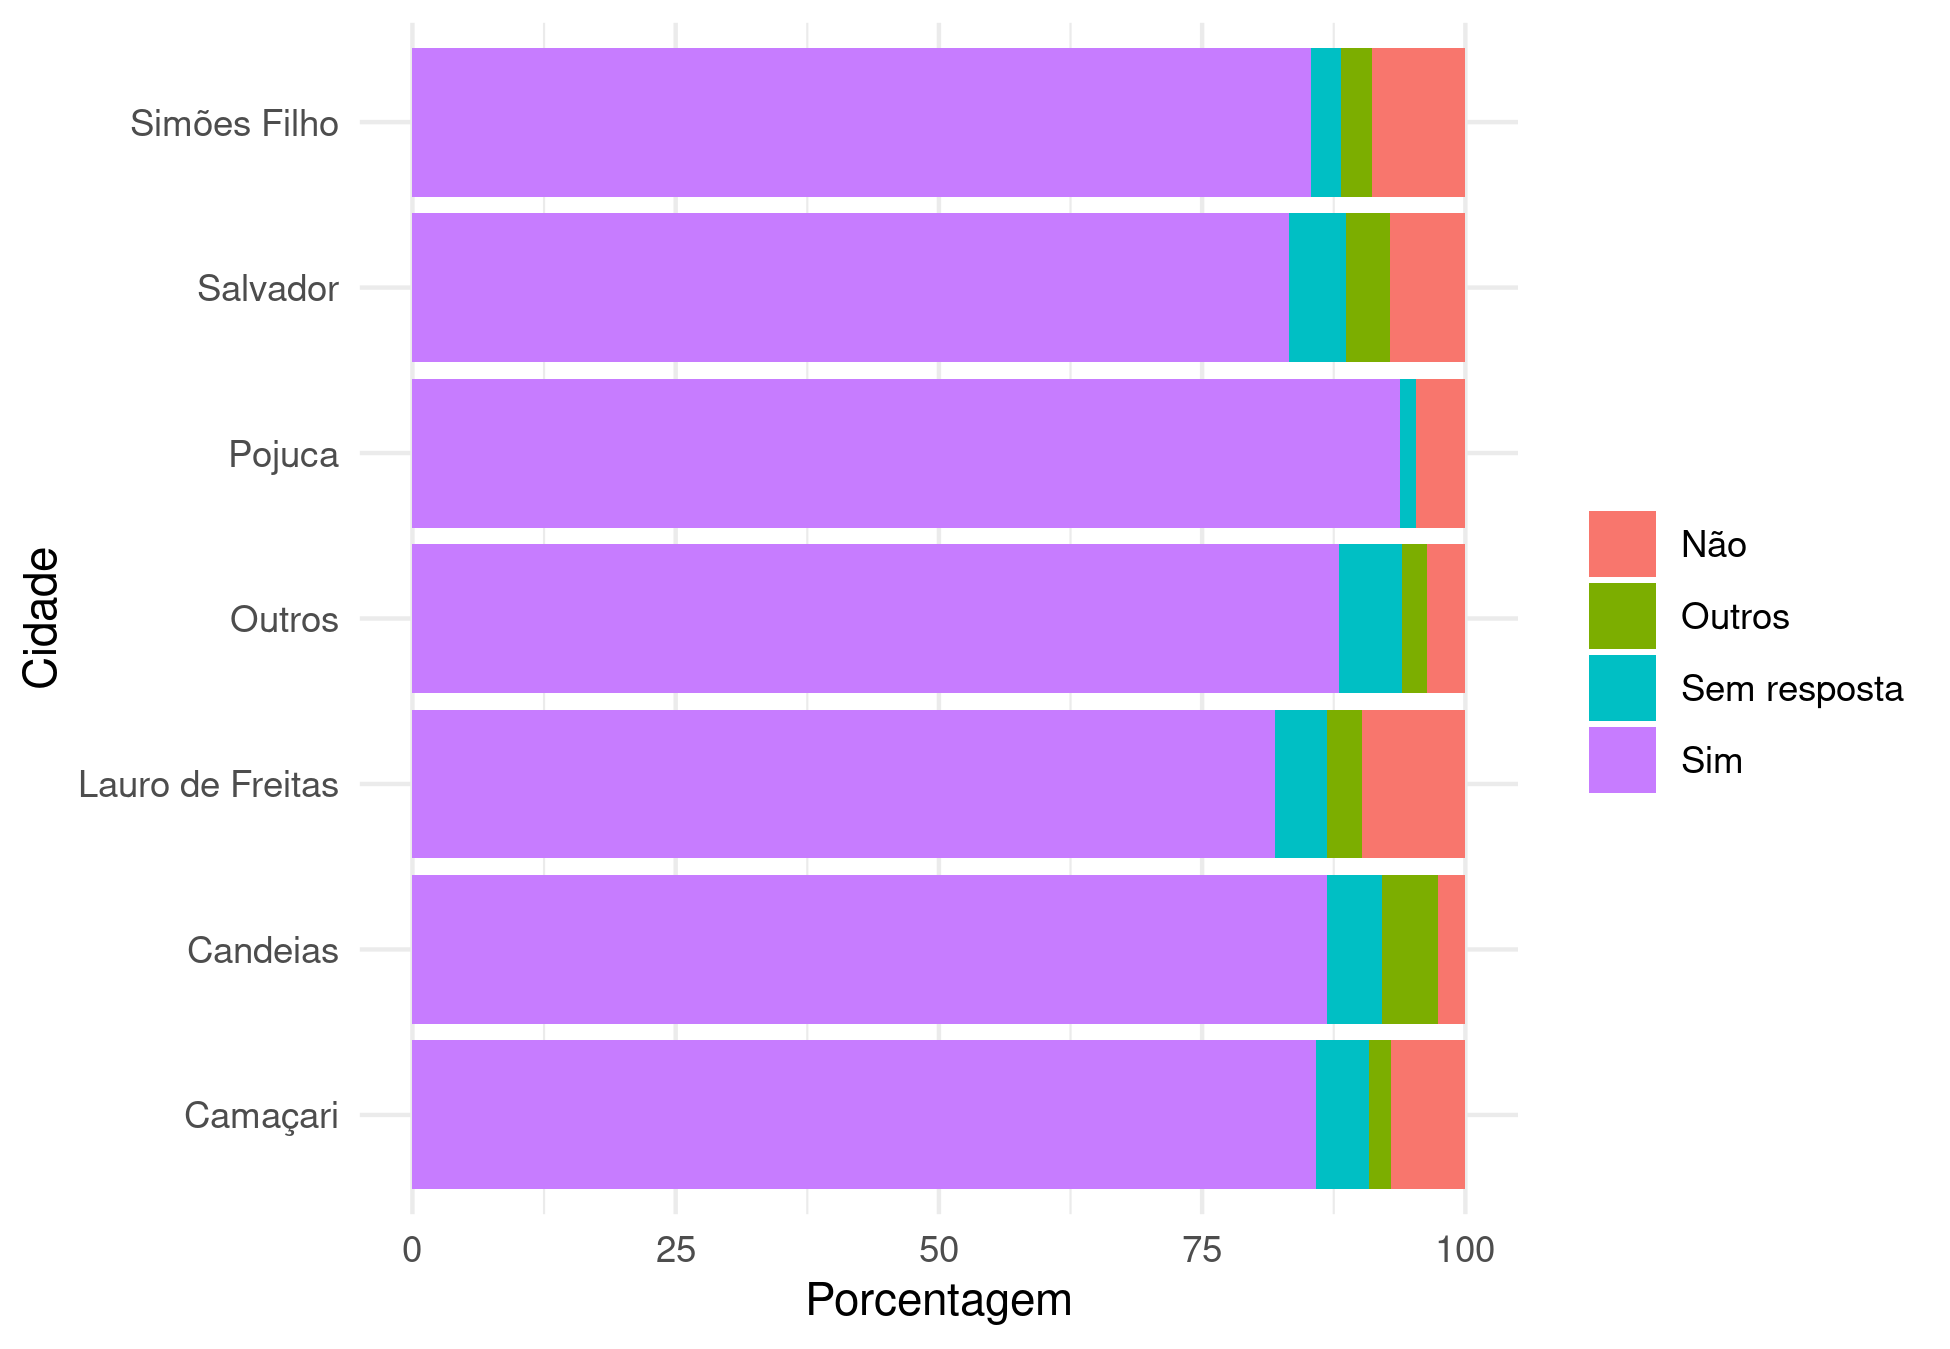 Cidade
Simões Filho
Salvador
Pojuca
Outros
Lauro de Freitas
Candeias
Camaçari
0 25 50 75 100
Porcentagem
Não
Outros
Sem resposta
Sim